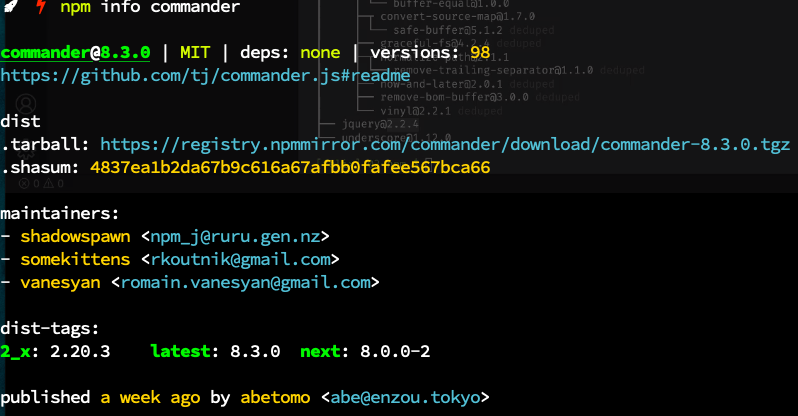 npm info commander
commander@8.3.0 | MIT | deps: none | versions: 98
https://github.com/tj/commander.js#readme
dist
.tarball: https://registry.npmmirror.com/commander/download/commander-8.3.0.tgz
.shasum: 4837ea1b2da67b9c616a67afbb0fafee567bca66
maintainers:
- shadowspawn <npm_j@ruru.gen.nz>
- somekittens <rkoutnik@gmail.com>
- vanesyan <romain.vanesyan@gmail.com>
dist-tags:
2_x: 2.20.3 latest: 8.3.0 next: 8.0.0-2
published a week ago by abetomo <abe@enzou.tokyo>
buffer-equal@1.0.0
convert-source-map@1.7.0
safe-buffer@5.1.2 deduped
graceful-fs@4.2.4 deduped
remove-trailing-separator@1.1.0
now-and-later@2.0.1 deduped
remove-bom-buffer@3.0.0 deduped
vinyl@2.2.1 deduped
jquery@2.2.4
underscore@1.12.0